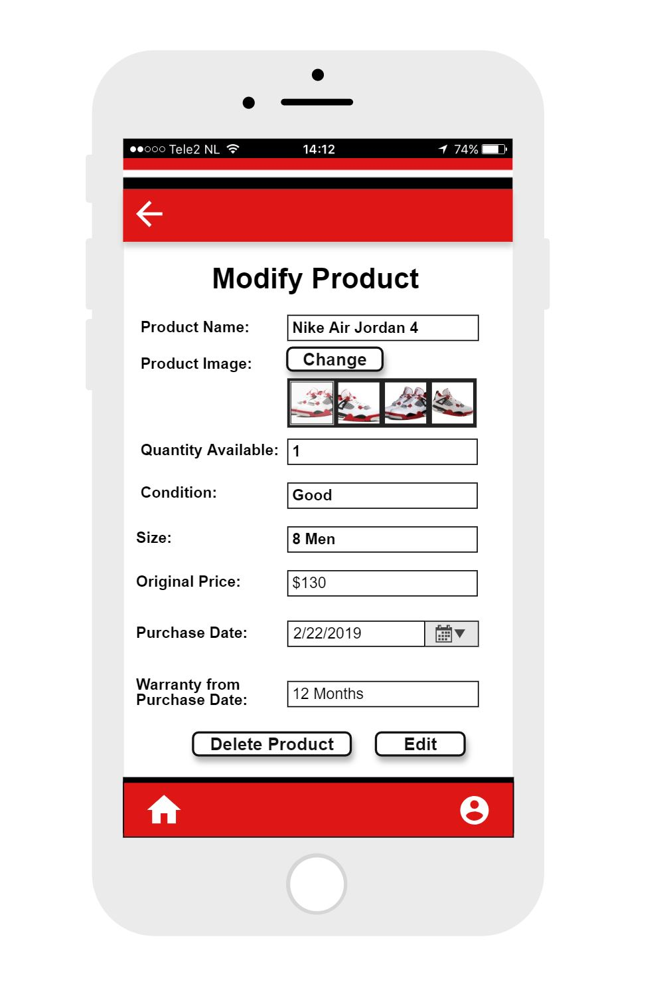 Tele2 NL 14:12 74%
Modify Product
Product Name: Nike Air Jordan 4
Product Image: Change
Quantity Available: 1
Condition: Good
Size: 8 Men
Original Price: $130
Purchase Date: 2/22/2019
Warranty from
Purchase Date: 12 Months
Delete Product Edit